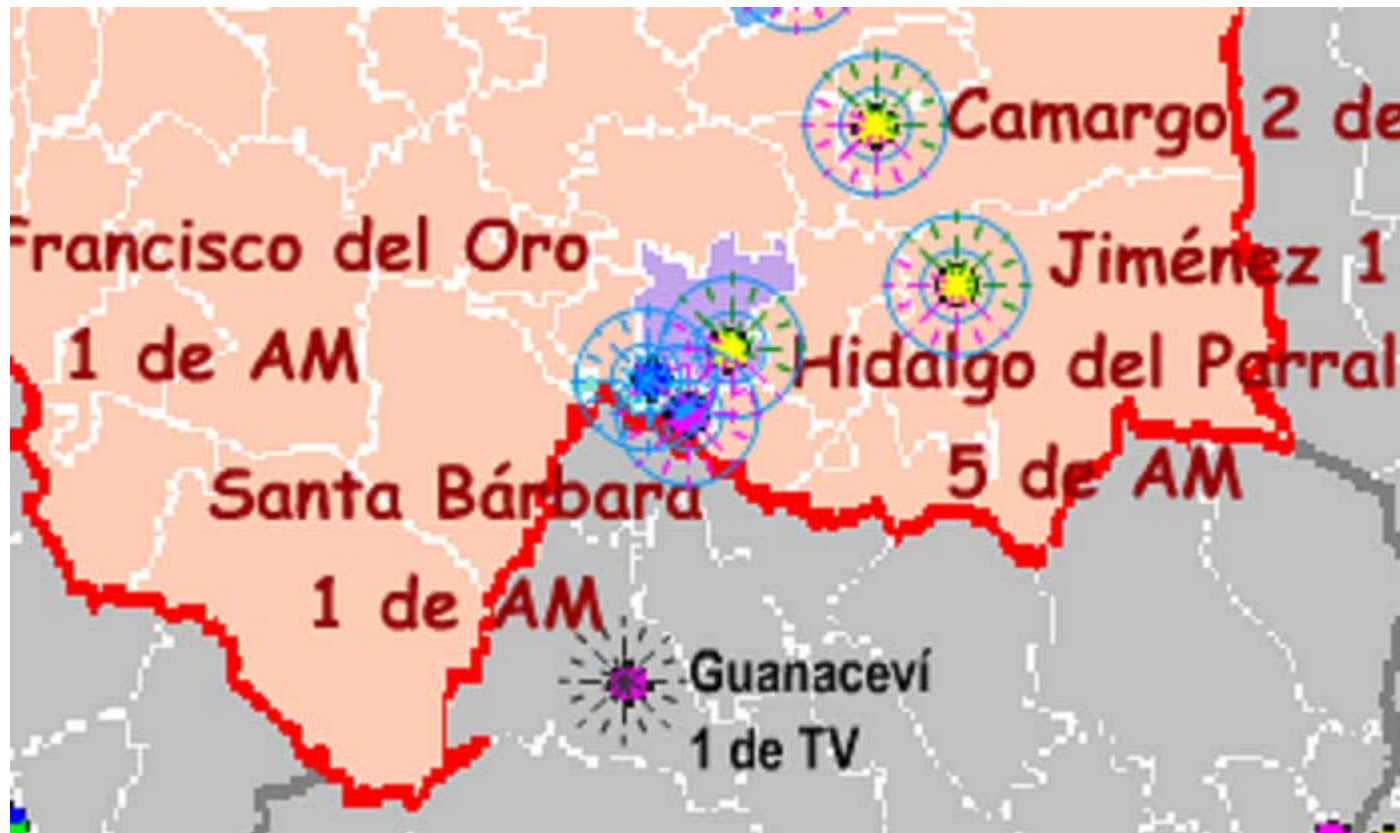 Camargo 2 de
Francisco del Oro
1 de AM
Jiménez 1
Hidalgo del Parral
5 de AM
Santa Bárbara
1 de AM
Guanaceví
1 de TV